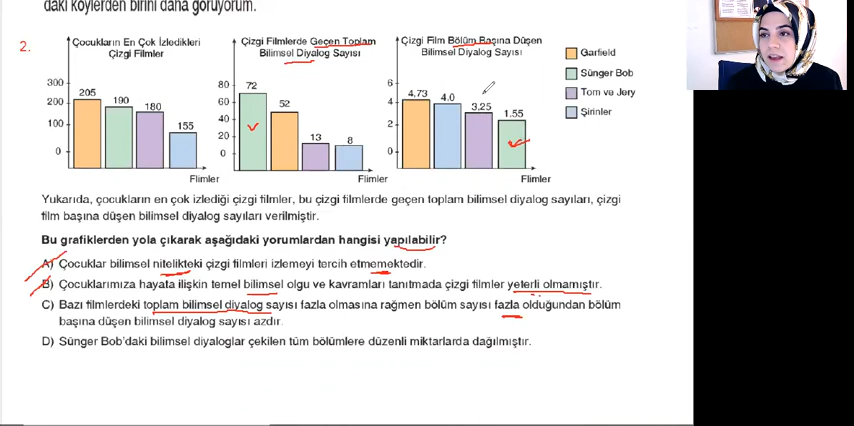 daki köylerden birini daha görüyorum.
2.
Çocukların En Çok İzledikleri
Çizgi Filmler
300
200
100
0
205
190
180
155
Flimler
Çizgi Filmlerde Geçen Toplam
Bilimsel Diyalog Sayısı
80
60
40
20
0
72
52
13
8
Flimler
Çizgi Film Bölüm Başına Düşen
Bilimsel Diyalog Sayısı
6
4
2
0
4,73
4.0
3,25
1.55
Flimler
Garfield
Sünger Bob
Tom ve Jery
Şirinler
Yukarıda, çocukların en çok izlediği çizgi filmler, bu çizgi filmlerde geçen toplam bilimsel diyalog sayıları, çizgi
film başına düşen bilimsel diyalog sayıları verilmiştir.
Bu grafiklerden yola çıkarak aşağıdaki yorumlardan hangisi yapılabilir?
A) Çocuklar bilimsel nitelikteki çizgi filmleri izlemeyi tercih etmemektedir.
B) Çocuklarımıza hayata ilişkin temel bilimsel olgu ve kavramları tanıtmada çizgi filmler yeterli olmamıştır.
C) Bazı filmlerdeki toplam bilimsel diyalog sayısı fazla olmasına rağmen bölüm sayısı fazla olduğundan bölüm
başına düşen bilimsel diyalog sayısı azdır.
D) Sünger Bob'daki bilimsel diyaloglar çekilen tüm bölümlere düzenli miktarlarda dağılmıştır.